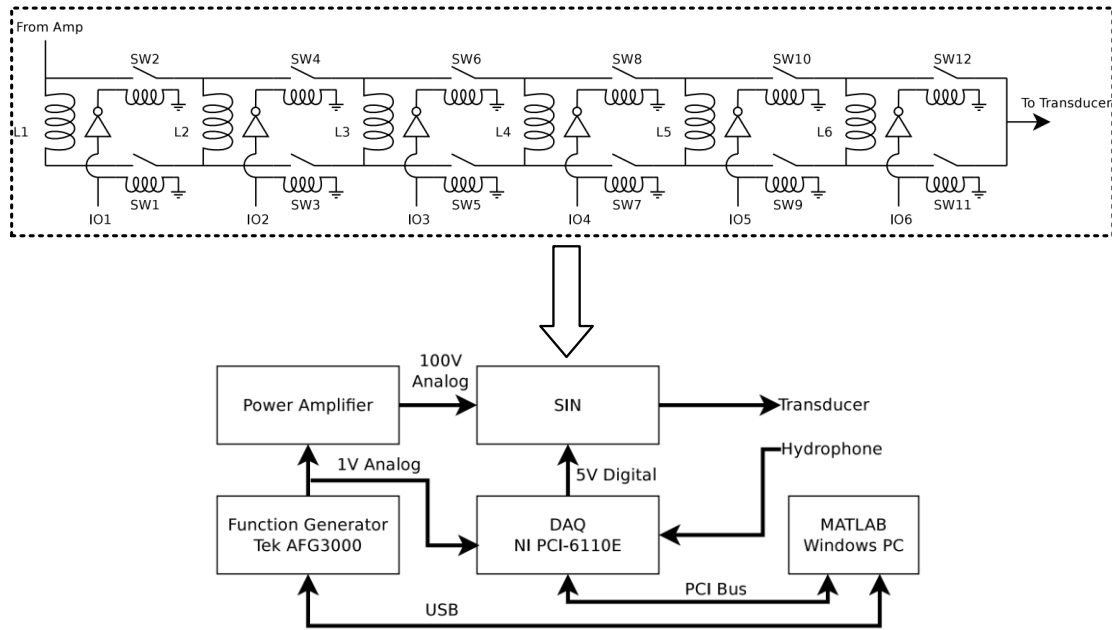 From Amp
SW2
SW4
SW6
SW8
SW10
SW12
L1
L2
L3
L4
L5
L6
To Transducer
SW1
SW3
SW5
SW7
SW9
SW11
IO1
IO2
IO3
IO4
IO5
IO6
100V
Analog
Power Amplifier
SIN
Transducer
Hydrophone
1V Analog
5V Digital
Function Generator
Tek AFG3000
DAQ
NI PCI-6110E
MATLAB
Windows PC
PCI Bus
USB